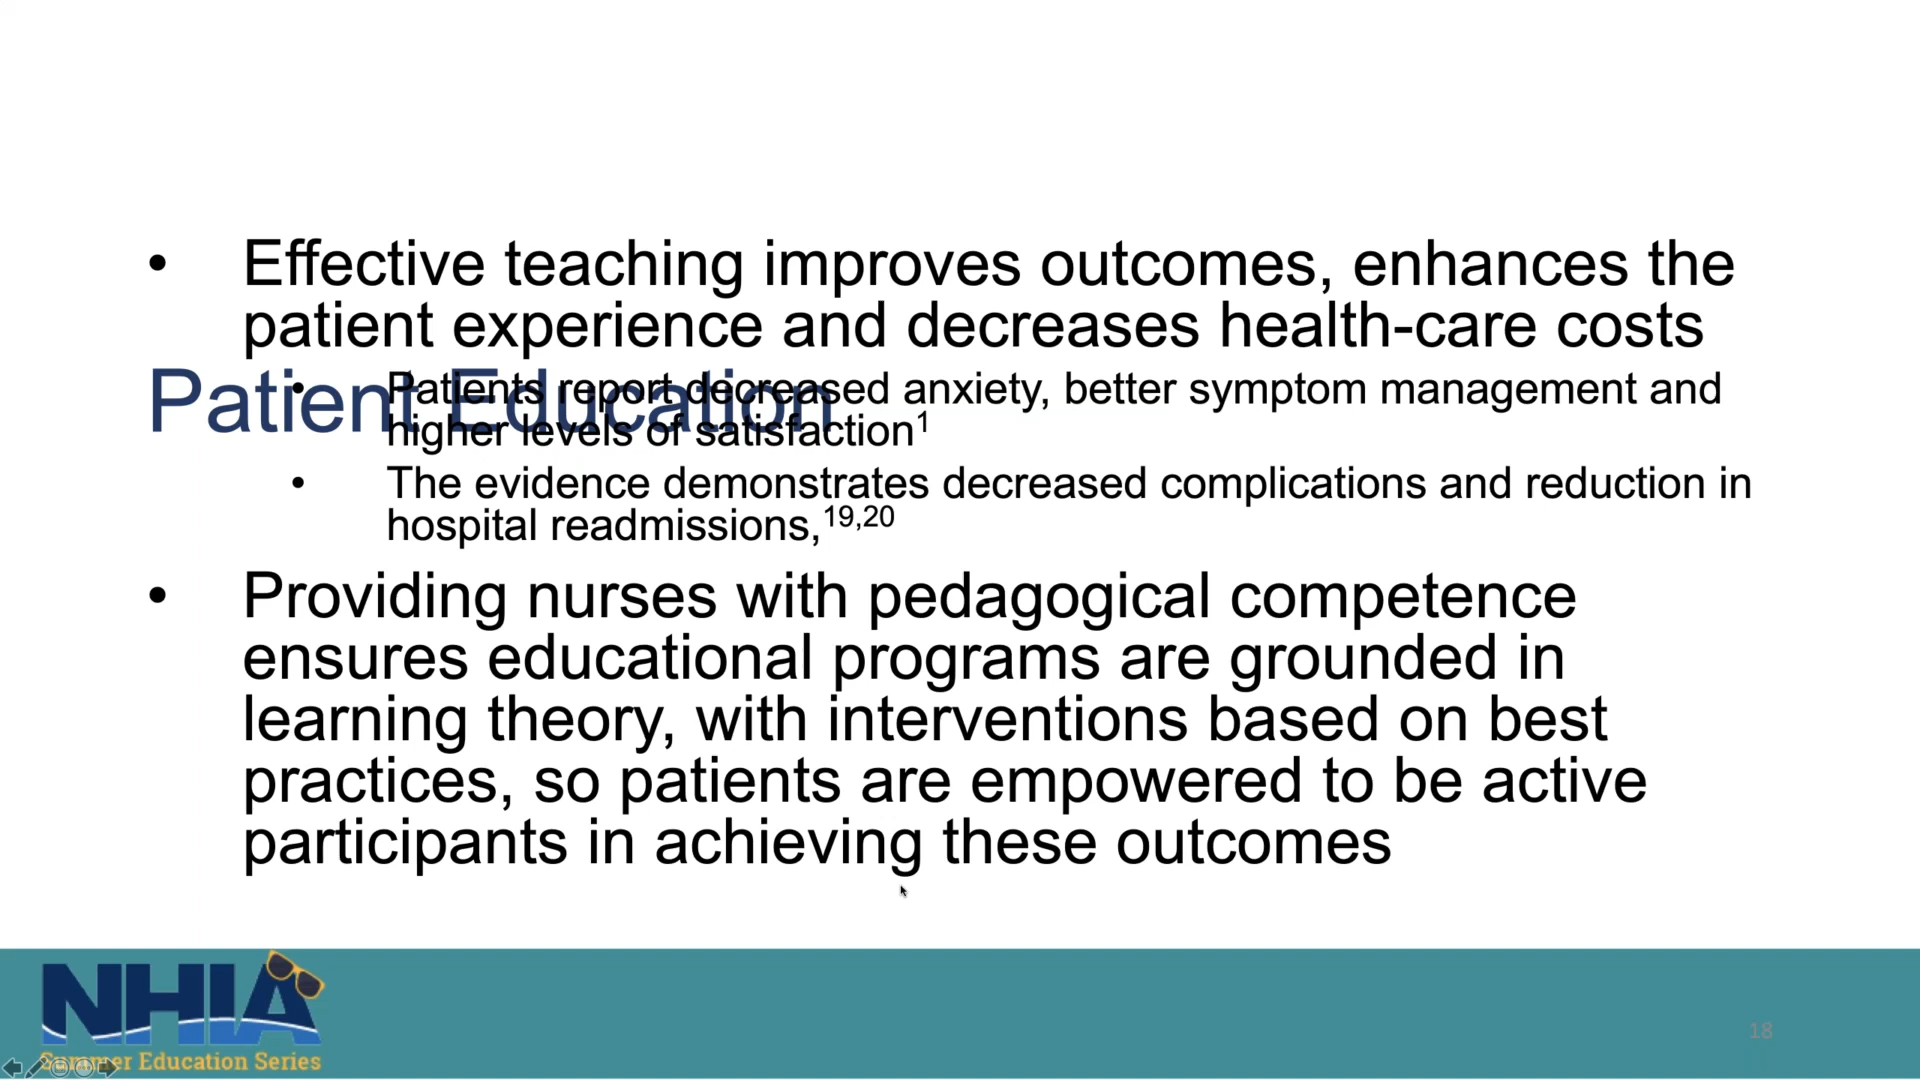 • Effective teaching improves outcomes, enhances the
patient experience and decreases health-care costs
Patient Education
• Patients report decreased anxiety, better symptom management and
higher levels of satisfaction¹
• The evidence demonstrates decreased complications and reduction in
hospital readmissions,¹⁹,²⁰
• Providing nurses with pedagogical competence
ensures educational programs are grounded in
learning theory, with interventions based on best
practices, so patients are empowered to be active
participants in achieving these outcomes
NHIA
Summer Education Series
18